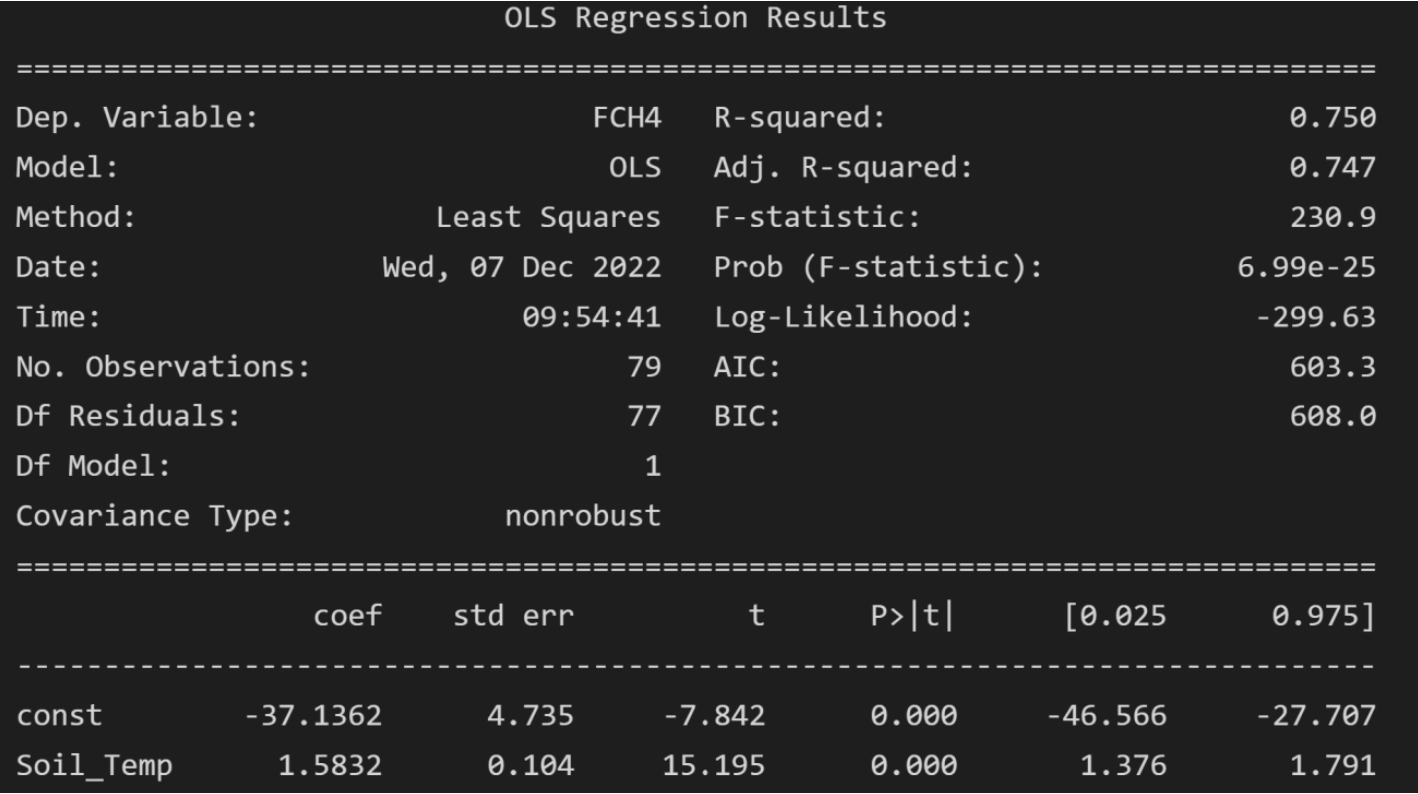 OLS Regression Results
==============================================================================
Dep. Variable:                   FCH4   R-squared:                       0.750
Model:                            OLS   Adj. R-squared:                  0.747
Method:                 Least Squares   F-statistic:                     230.9
Date:                Wed, 07 Dec 2022   Prob (F-statistic):           6.99e-25
Time:                        09:54:41   Log-Likelihood:                -299.63
No. Observations:                  79   AIC:                             603.3
Df Residuals:                      77   BIC:                             608.0
Df Model:                           1
Covariance Type:            nonrobust
==============================================================================
                 coef    std err          t      P>|t|      [0.025      0.975]
------------------------------------------------------------------------------
const        -37.1362      4.735     -7.842      0.000     -46.566     -27.707
Soil_Temp      1.5832      0.104     15.195      0.000       1.376       1.791